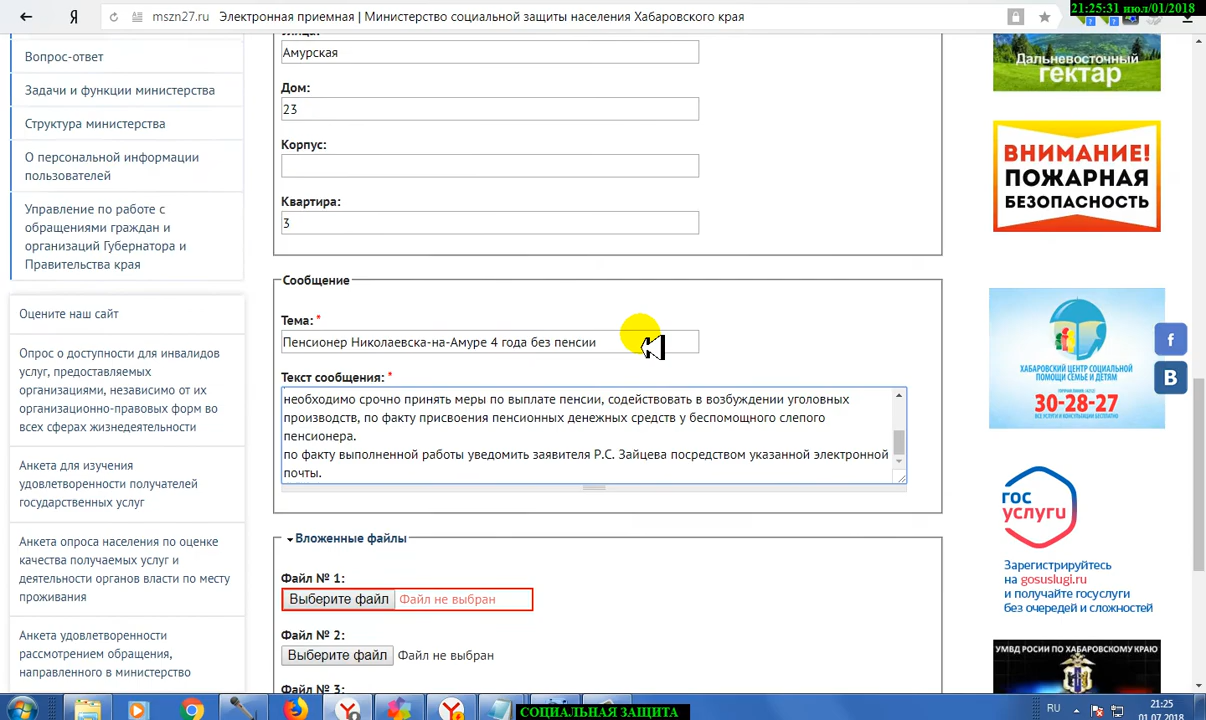 21:25:31 июл/01/2018
mszn27.ru Электронная приемная | Министерство социальной защиты населения Хабаровского края
Вопрос-ответ
Задачи и функции министерства
Структура министерства
О персональной информации
пользователей
Управление по работе с
обращениями граждан и
организаций Губернатора и
Правительства края
Оцените наш сайт
Опрос о доступности для инвалидов
услуг, предоставляемых
организациями, независимо от их
организационно-правовых форм во
всех сферах жизнедеятельности
Анкета для изучения
удовлетворенности получателей
государственных услуг
Анкета опроса населения по оценке
качества получаемых услуг и
деятельности органов власти по месту
проживания
Анкета удовлетворенности
рассмотрением обращения,
направленного в министерство
Улица:
Амурская
Дом:
23
Корпус:
Квартира:
3
Сообщение
Тема: *
Пенсионер Николаевска-на-Амуре 4 года без пенсии
Текст сообщения: *
необходимо срочно принять меры по выплате пенсии, содействовать в возбуждении уголовных
производств, по факту присвоения пенсионных денежных средств у беспомощного слепого
пенсионера.
по факту выполненной работы уведомить заявителя Р.С. Зайцева посредством указанной электронной
почты.
Вложенные файлы
Файл № 1:
Выберите файл Файл не выбран
Файл № 2:
Выберите файл Файл не выбран
Файл № 3:
Дальневосточный
гектар
ВНИМАНИЕ!
ПОЖАРНАЯ
БЕЗОПАСНОСТЬ
ХАБАРОВСКИЙ ЦЕНТР СОЦИАЛЬНОЙ
ПОМОЩИ СЕМЬЕ И ДЕТЯМ
30-28-27
гос
услуги
Зарегистрируйтесь
на gosuslugi.ru
и получайте госуслуги
без очередей и сложностей
УМВД РОСИИ ПО ХАБАРОВСКОМУ КРАЮ
СОЦИАЛЬНАЯ ЗАЩИТА
RU
21:25
01.07.2018